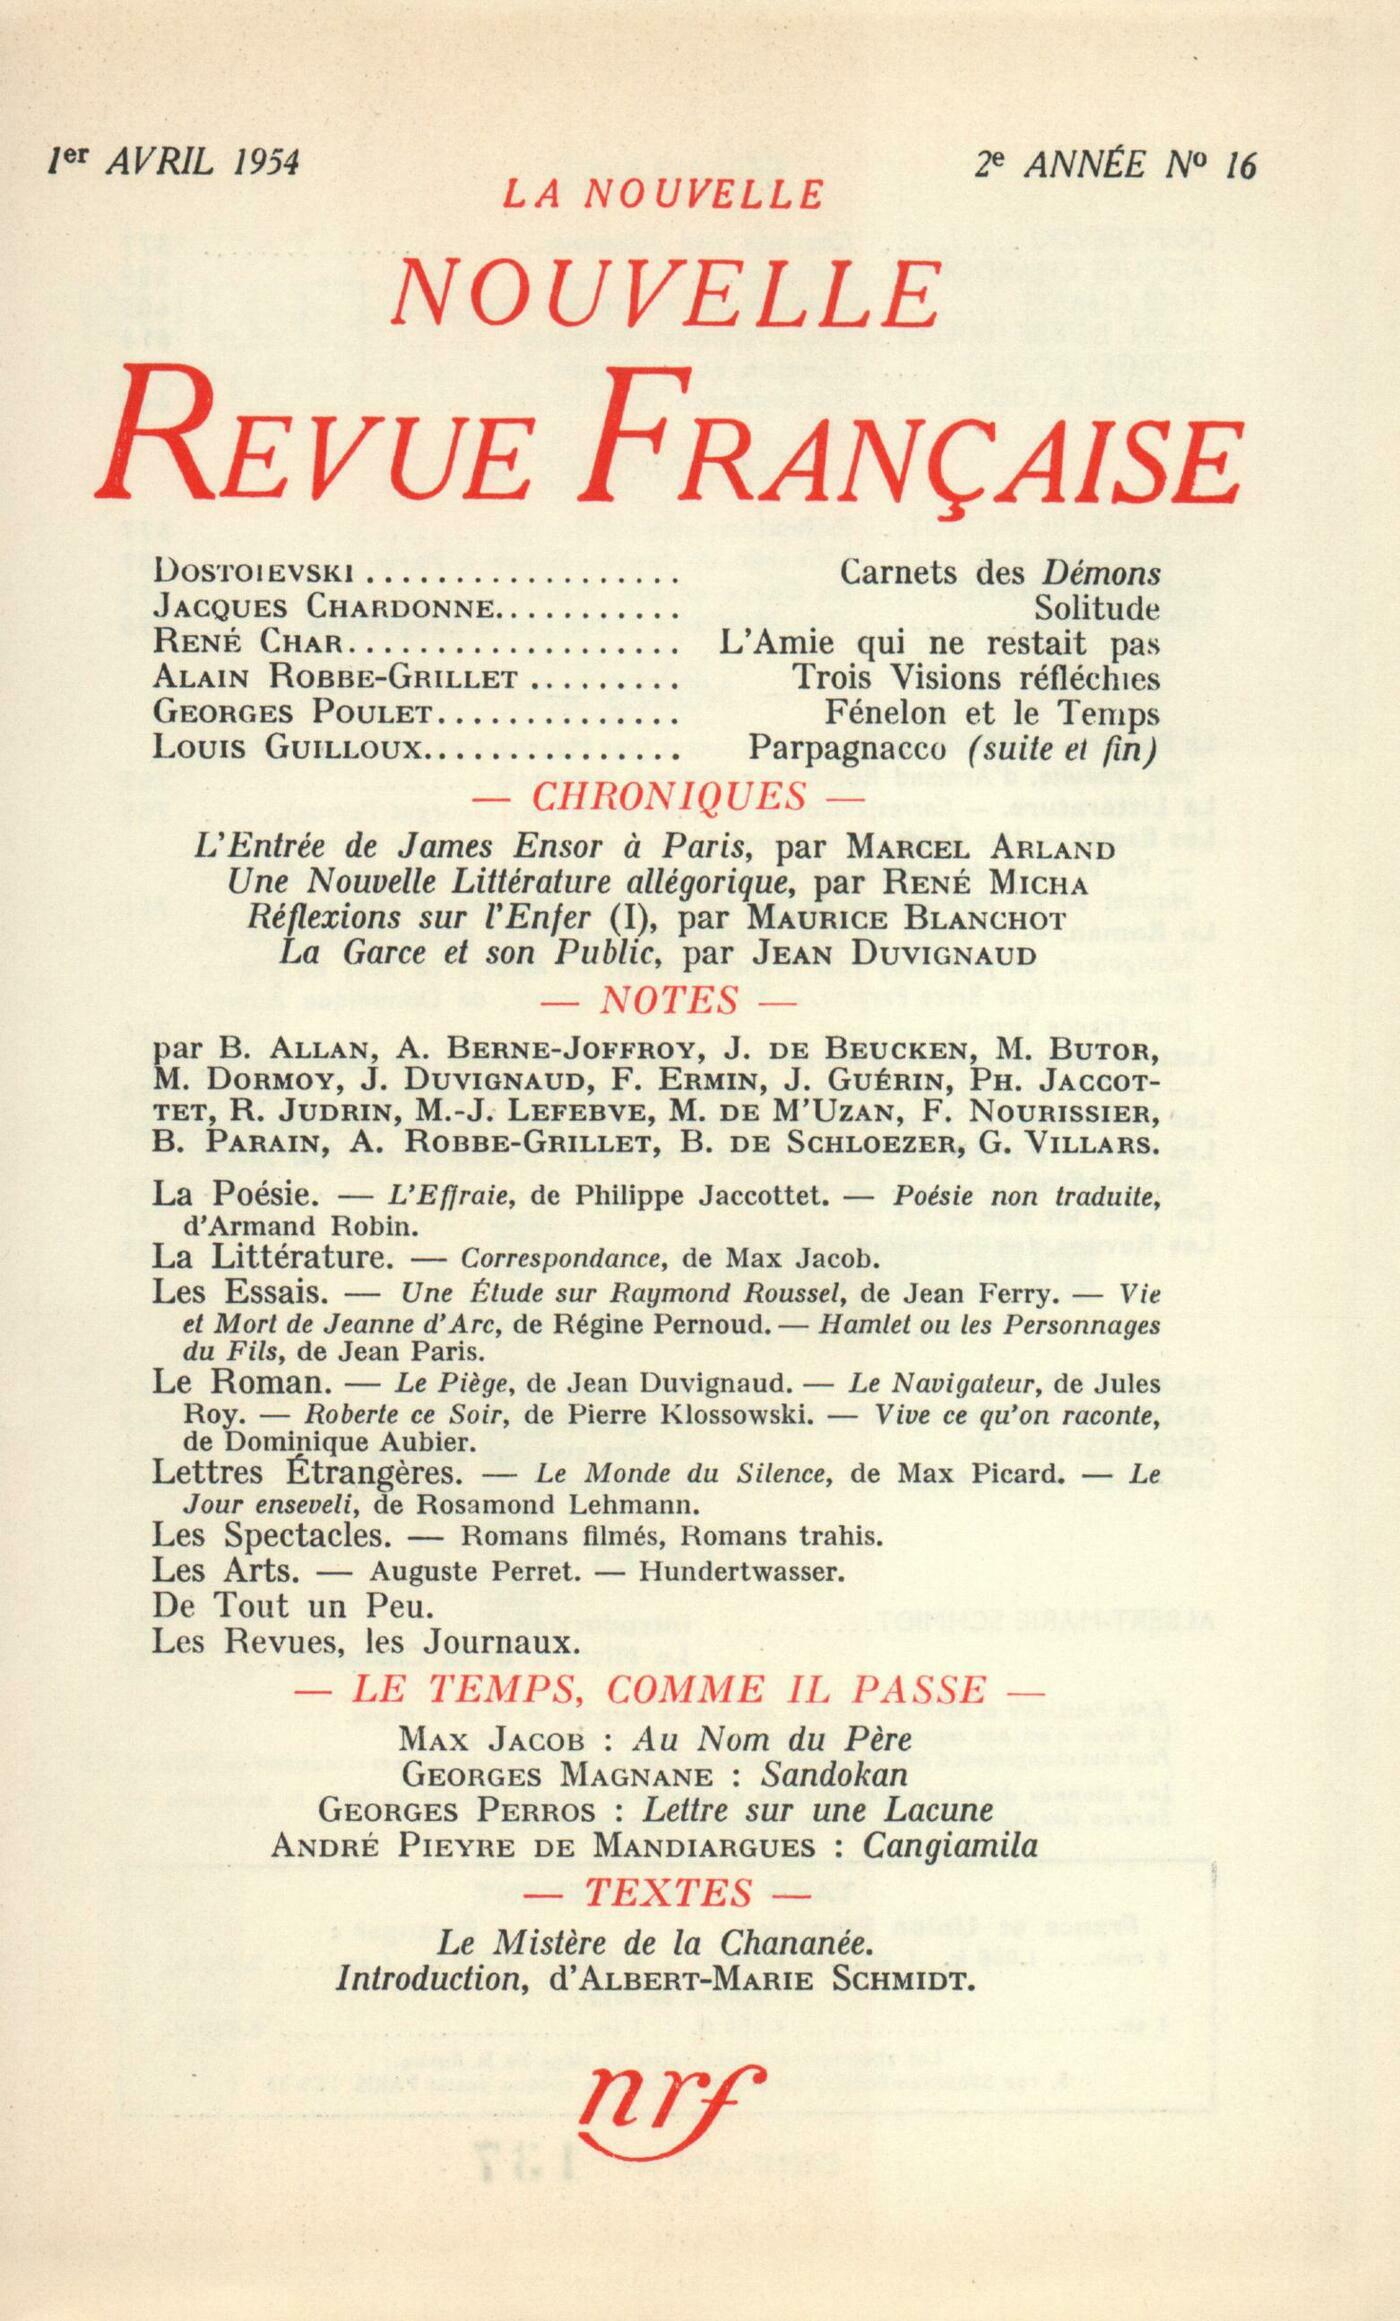 1er AVRIL 1954
2e ANNÉE No 16
LA NOUVELLE
NOUVELLE
REVUE FRANÇAISE
DOSTOIEVSKI .................. Carnets des Démons
JACQUES CHARDONNE........... Solitude
RENÉ CHAR................... L'Amie qui ne restait pas
ALAIN ROBBE-GRILLET ......... Trois Visions réfléchies
GEORGES POULET.............. Fénelon et le Temps
LOUIS GUILLOUX............... Parpagnacco (suite et fin)
— CHRONIQUES —
L'Entrée de James Ensor à Paris, par MARCEL ARLAND
Une Nouvelle Littérature allégorique, par RENÉ MICHA
Réflexions sur l'Enfer (I), par MAURICE BLANCHOT
La Garce et son Public, par JEAN DUVIGNAUD
— NOTES —
par B. ALLAN, A. BERNE-JOFFROY, J. DE BEUCKEN, M. BUTOR,
M. DORMOY, J. DUVIGNAUD, F. ERMIN, J. GUÉRIN, PH. JACCOT-
TET, R. JUDRIN, M.-J. LEFEBVE, M. DE M'UZAN, F. NOURISSIER,
B. PARAIN, A. ROBBE-GRILLET, B. DE SCHLOEZER, G. VILLARS.
La Poésie. — L'Effraie, de Philippe Jaccottet. — Poésie non traduite,
d'Armand Robin.
La Littérature. — Correspondance, de Max Jacob.
Les Essais. — Une Étude sur Raymond Roussel, de Jean Ferry. — Vie
et Mort de Jeanne d'Arc, de Régine Pernoud. — Hamlet ou les Personnages
du Fils, de Jean Paris.
Le Roman. — Le Piège, de Jean Duvignaud. — Le Navigateur, de Jules
Roy. — Roberte ce Soir, de Pierre Klossowski. — Vive ce qu'on raconte,
de Dominique Aubier.
Lettres Étrangères. — Le Monde du Silence, de Max Picard. — Le
Jour enseveli, de Rosamond Lehmann.
Les Spectacles. — Romans filmés, Romans trahis.
Les Arts. — Auguste Perret. — Hundertwasser.
De Tout un Peu.
Les Revues, les Journaux.
— LE TEMPS, COMME IL PASSE —
MAX JACOB : Au Nom du Père
GEORGES MAGNANE : Sandokan
GEORGES PERROS : Lettre sur une Lacune
ANDRÉ PIEYRE DE MANDIARGUES : Cangiamila
— TEXTES —
Le Mistère de la Chananée.
Introduction, d'ALBERT-MARIE SCHMIDT.
nrf